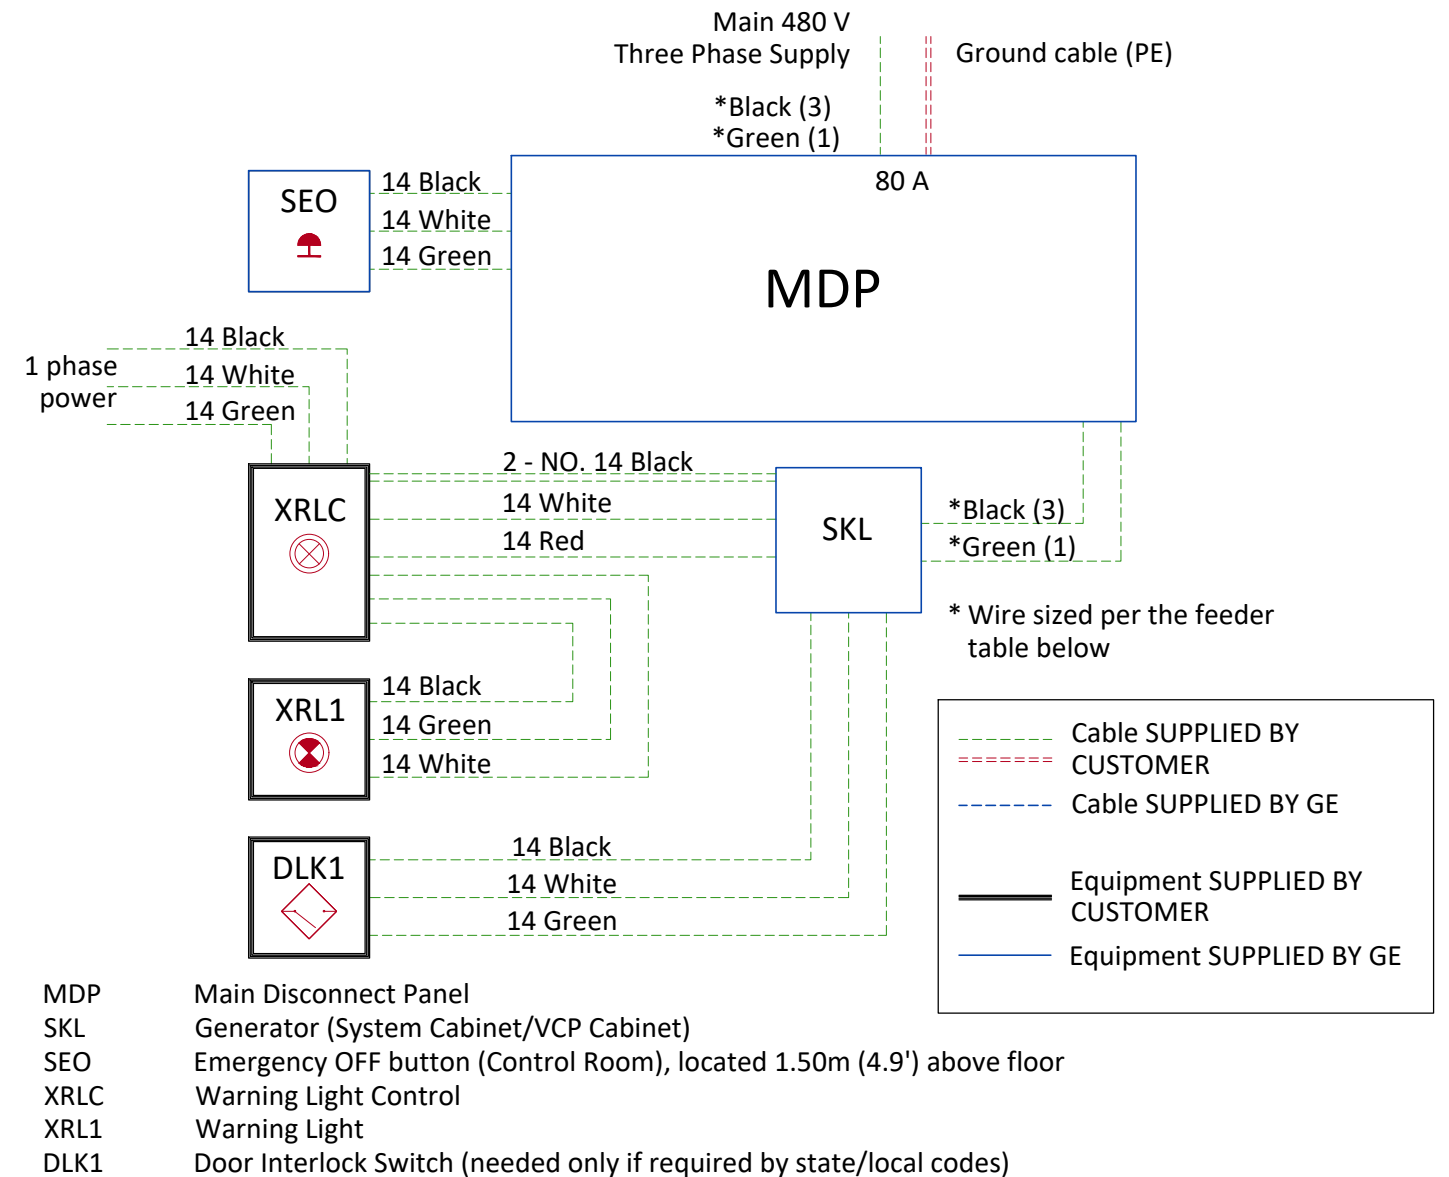 Main 480 V
Three Phase Supply
Ground cable (PE)
*Black (3)
*Green (1)
80 A
MDP
SEO
14 Black
14 White
14 Green
1 phase
power
14 Black
14 White
14 Green
XRLC
2 - NO. 14 Black
14 White
14 Red
SKL
*Black (3)
*Green (1)
* Wire sized per the feeder
table below
XRL1
14 Black
14 Green
14 White
DLK1
14 Black
14 White
14 Green
Cable SUPPLIED BY
CUSTOMER
Cable SUPPLIED BY GE
Equipment SUPPLIED BY
CUSTOMER
Equipment SUPPLIED BY GE
MDP Main Disconnect Panel
SKL Generator (System Cabinet/VCP Cabinet)
SEO Emergency OFF button (Control Room), located 1.50m (4.9') above floor
XRLC Warning Light Control
XRL1 Warning Light
DLK1 Door Interlock Switch (needed only if required by state/local codes)